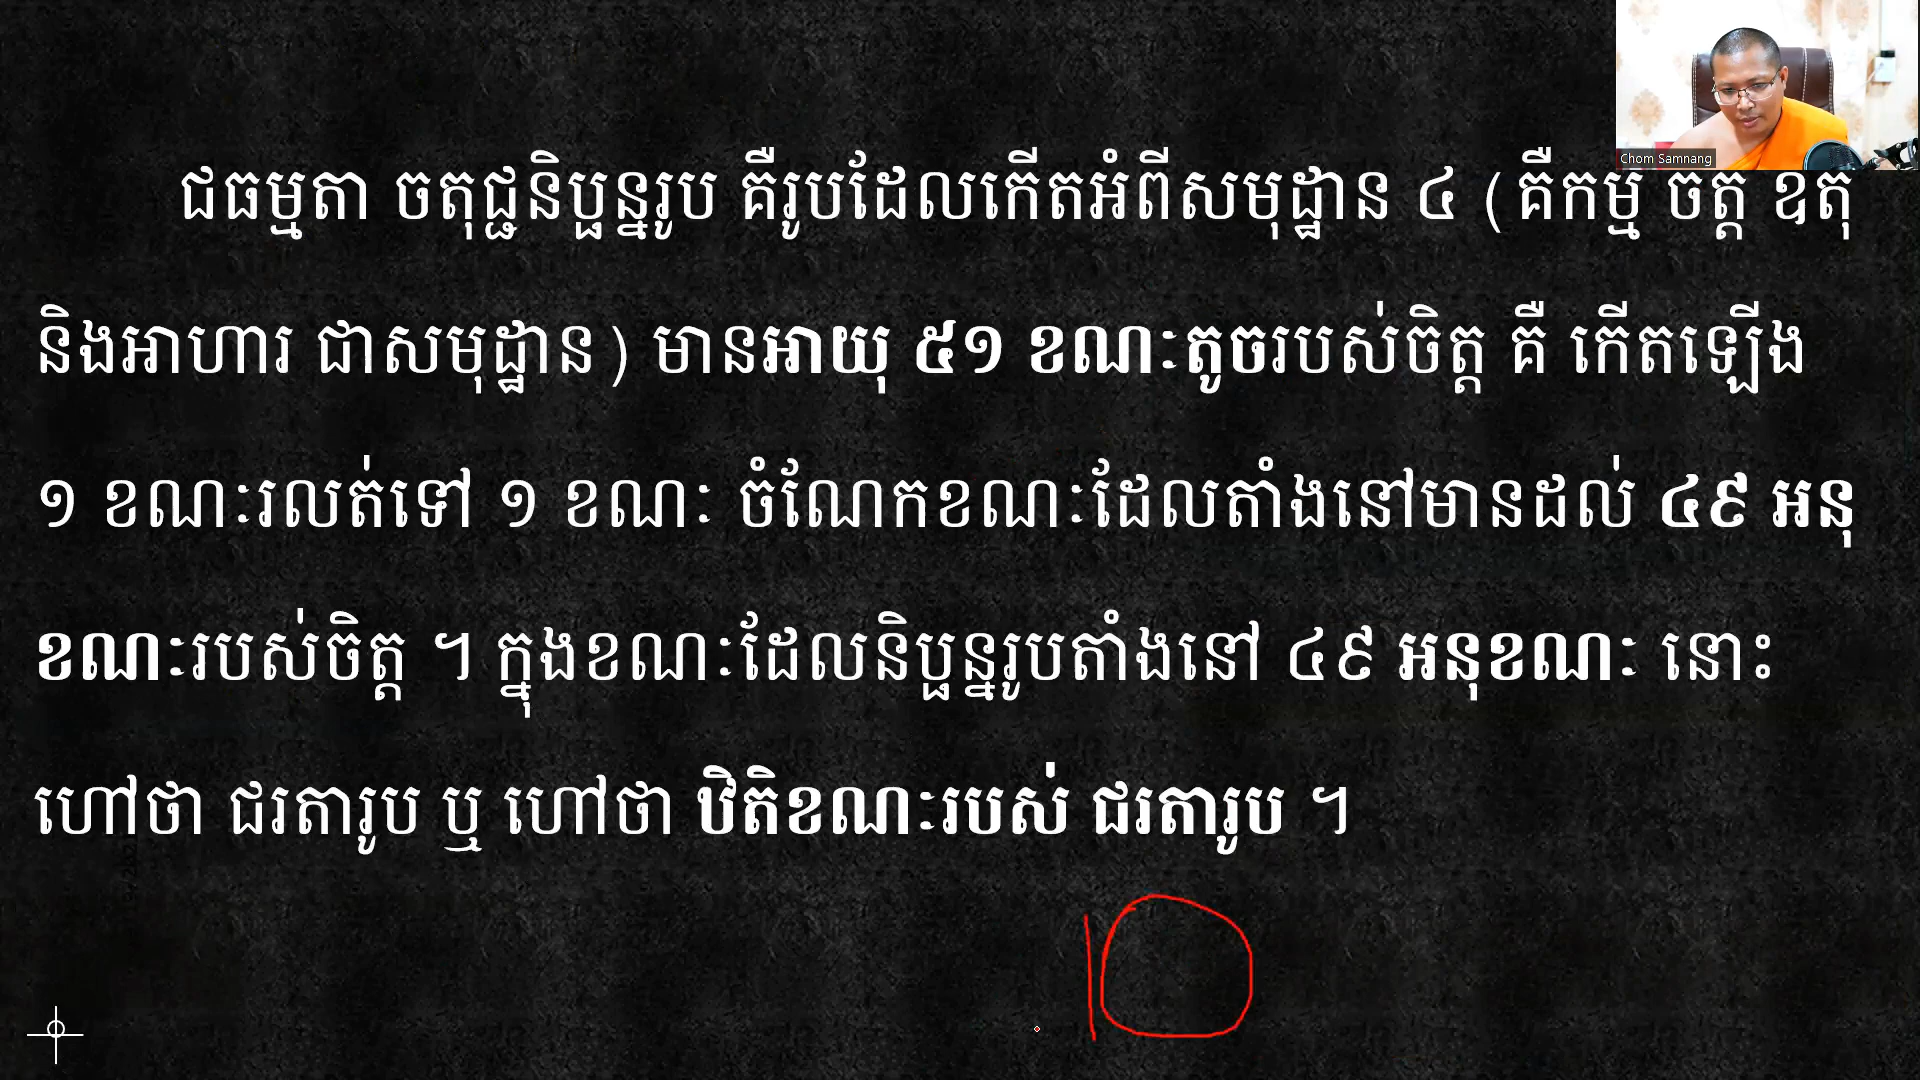 Chom Samnang
ជធម្មតា ចតុជ្ជនិប្ផន្នរូប គឺរូបដែលកើតអំពីសមុដ្ឋាន ៤ (គឺកម្ម ចិត្ត ឧតុ
និងអាហារ ជាសមុដ្ឋាន) មានអាយុ ៥១ ខណៈតូចរបស់ចិត្ត គឺ កើតឡើង
១ ខណៈរលត់ទៅ ១ ខណៈ ចំណែកខណៈដែលតាំងនៅមានដល់ ៤៩ អនុ
ខណៈរបស់ចិត្ត ។ ក្នុងខណៈដែលនិប្ផន្នរូបតាំងនៅ ៤៩ អនុខណៈ នោះ
ហៅថា ជរតារូប ឬ ហៅថា ឋិតិខណៈរបស់ ជរតារូប ។